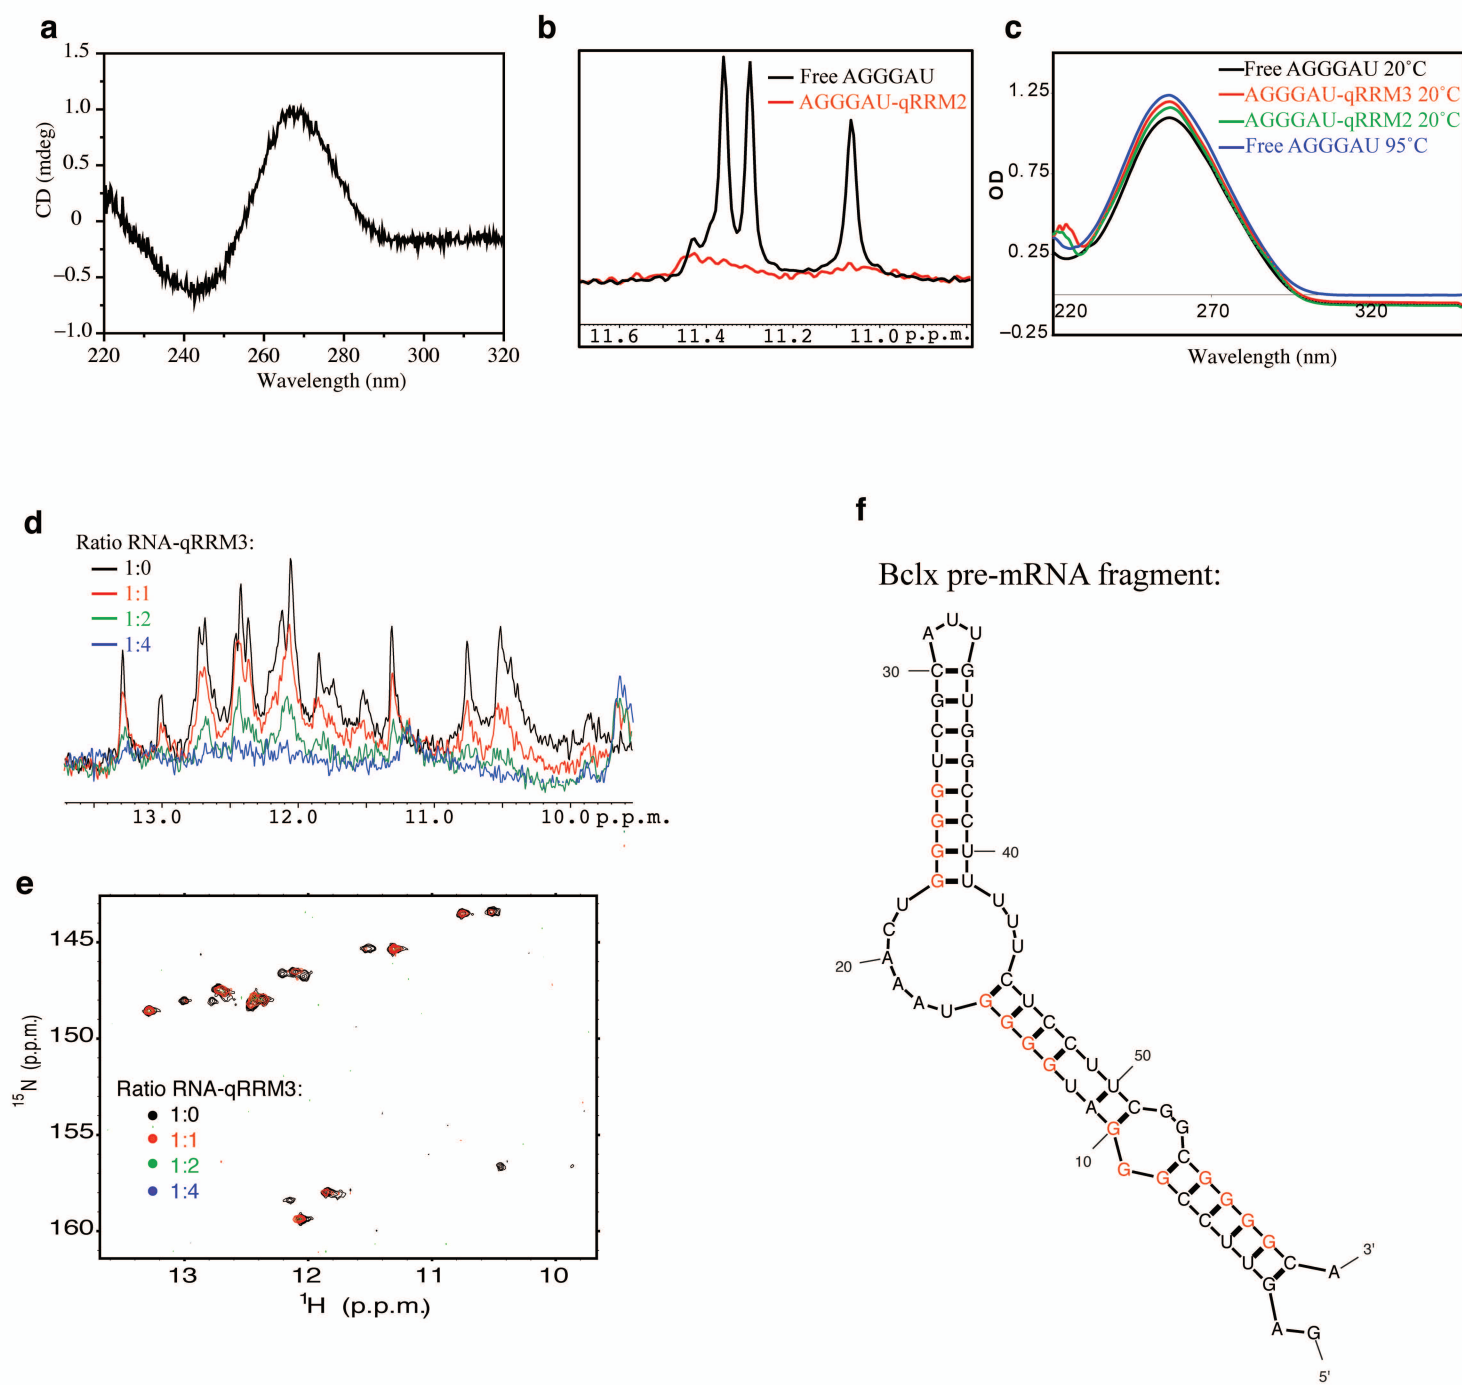 a
1.5
1.0
0.5
0
−0.5
−1.0
CD (mdeg)
220 240 260 280 300 320
Wavelength (nm)
b
Free AGGGAU
AGGGAU-qRRM2
11.6 11.4 11.2 11.0 p.p.m.
c
Free AGGGAU 20˚C
AGGGAU-qRRM3 20˚C
AGGGAU-qRRM2 20˚C
Free AGGGAU 95˚C
1.25
0.75
0.25
−0.25
OD
220 270 320
Wavelength (nm)
d
Ratio RNA-qRRM3:
1:0
1:1
1:2
1:4
13.0 12.0 11.0 10.0 p.p.m.
e
145
150
155
160
15N (p.p.m.)
Ratio RNA-qRRM3:
1:0
1:1
1:2
1:4
13 12 11 10
1H (p.p.m.)
f
Bclx pre-mRNA fragment:
A U U
30 C G
G U
C G
U G
G C
G C
G U 40
G U
U U
C U
20 A U
A C
A U G U
G C
G C
G U
U U 50
A C G
10 G G
G C
G G
C G
C G
U G
U C A 3'
G
A G
5'